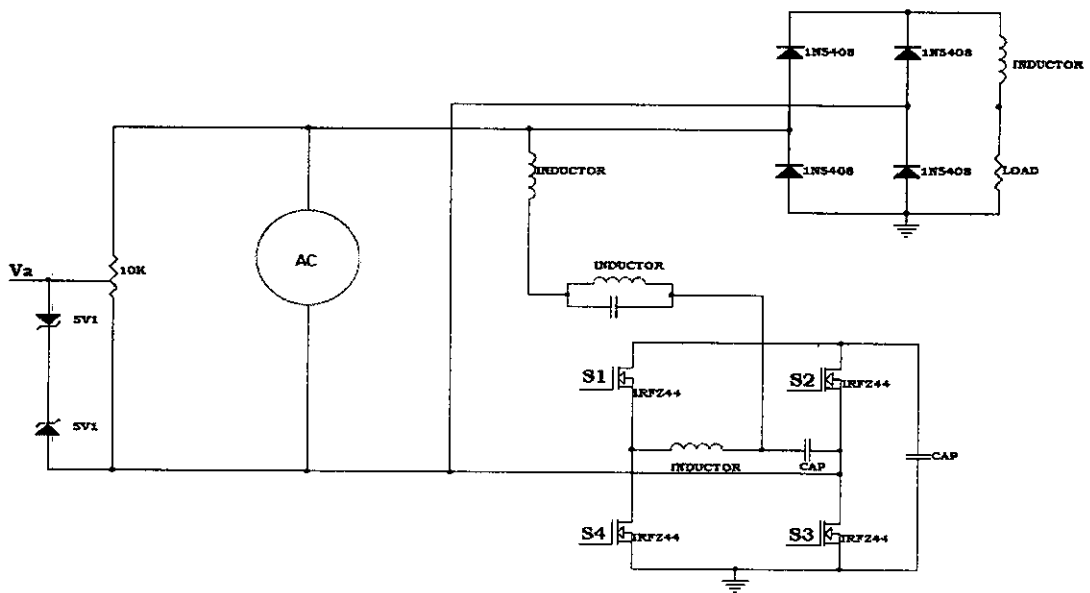 1N5408
1N5408
INDUCTOR
INDUCTOR
1N5408
1N5408
LOAD
AC
Va
10K
INDUCTOR
5V1
S1
IRFZ44
S2
IRFZ44
5V1
INDUCTOR
CAP
CAP
S4
IRFZ44
S3
IRFZ44